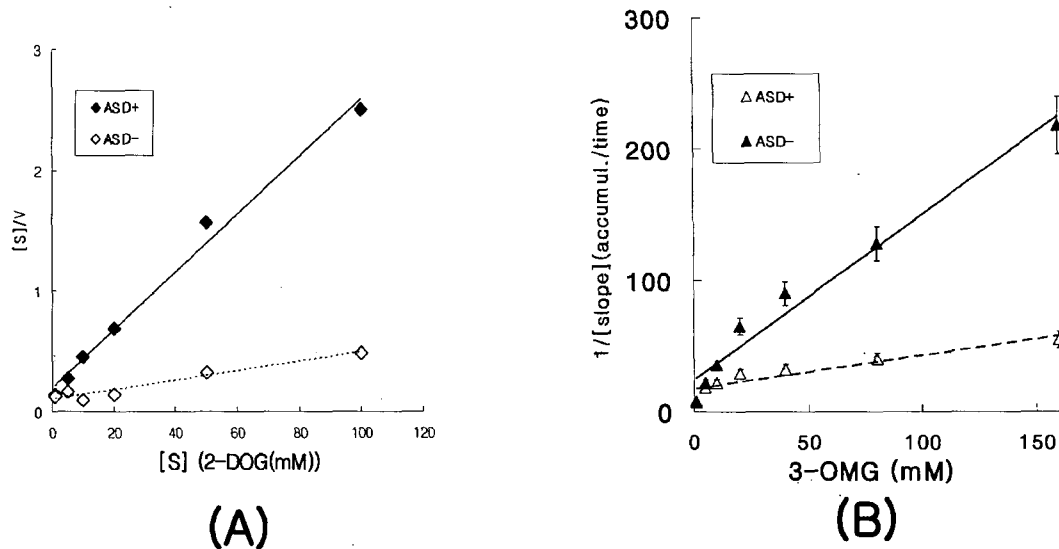 3
2
1
0
[S]/V
ASD+
ASD-
0 20 40 60 80 100 120
[S] (2-DOG(mM))
(A)
300
200
100
0
1/[slope](accumul./time)
ASD+
ASD-
0 50 100 150
3-OMG (mM)
(B)